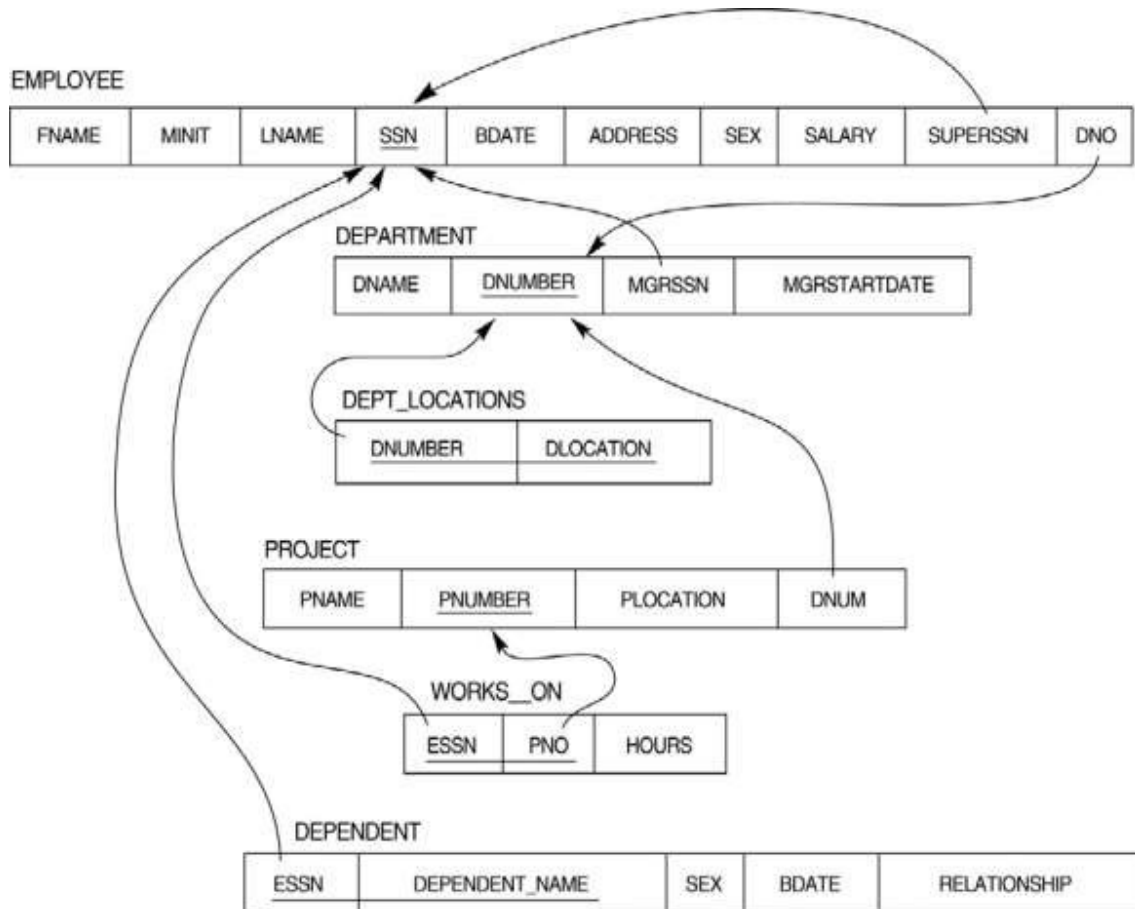 EMPLOYEE
FNAME MINIT LNAME SSN BDATE ADDRESS SEX SALARY SUPERSSN DNO
DEPARTMENT
DNAME DNUMBER MGRSSN MGRSTARTDATE
DEPT_LOCATIONS
DNUMBER DLOCATION
PROJECT
PNAME PNUMBER PLOCATION DNUM
WORKS__ON
ESSN PNO HOURS
DEPENDENT
ESSN DEPENDENT_NAME SEX BDATE RELATIONSHIP